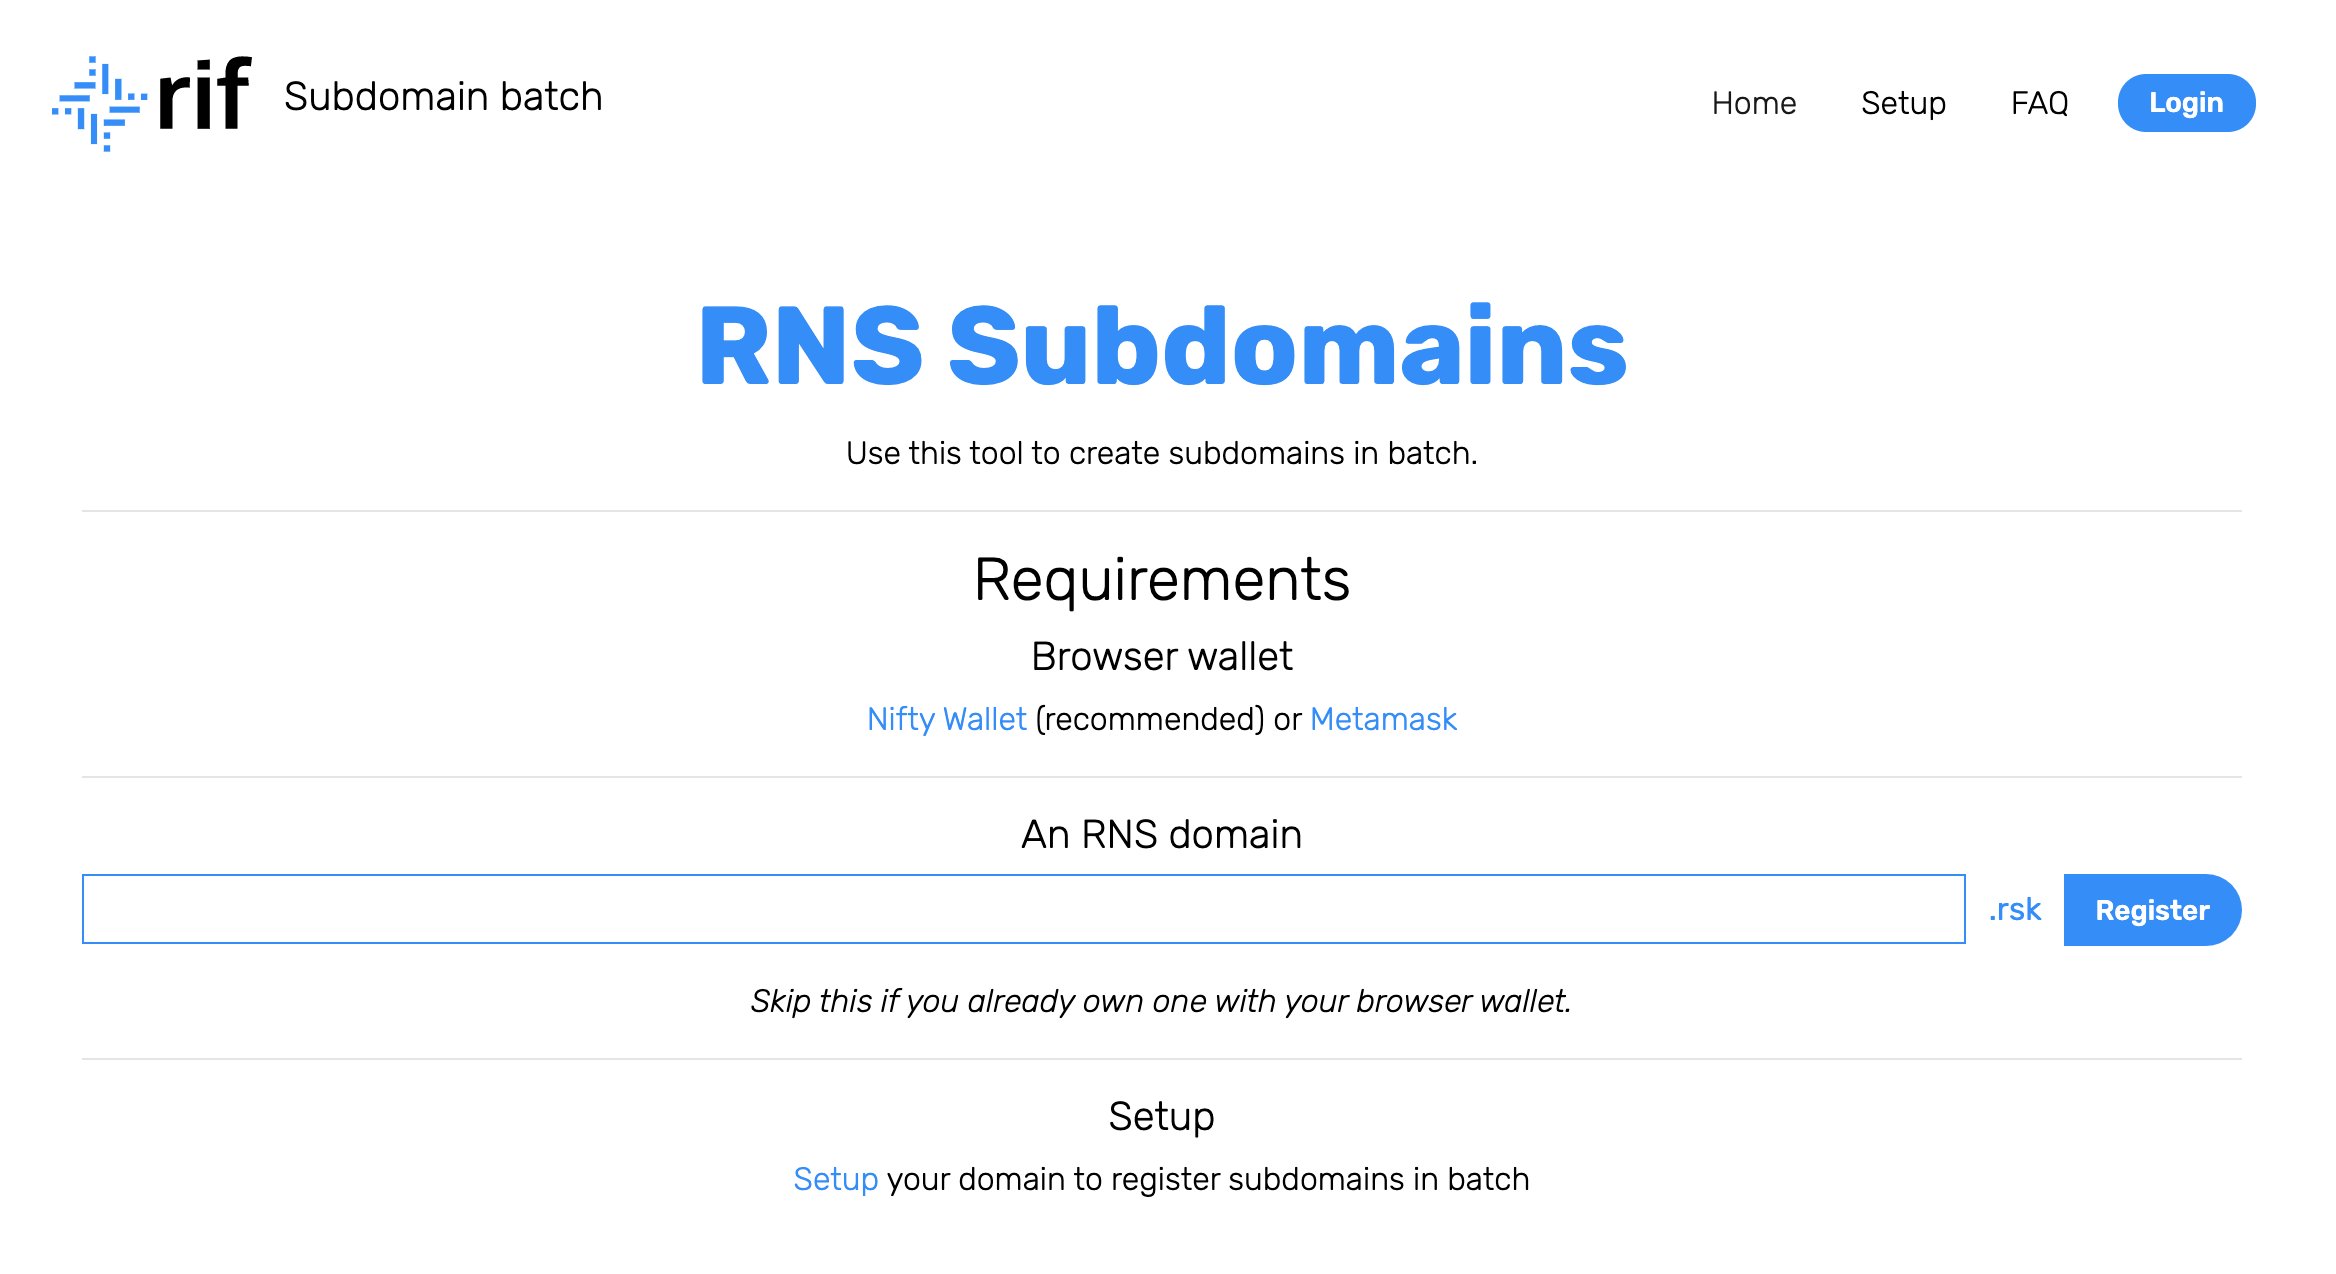 rif Subdomain batch Home Setup FAQ Login
RNS Subdomains
Use this tool to create subdomains in batch.
Requirements
Browser wallet
Nifty Wallet (recommended) or Metamask
An RNS domain
.rsk Register
Skip this if you already own one with your browser wallet.
Setup
Setup your domain to register subdomains in batch